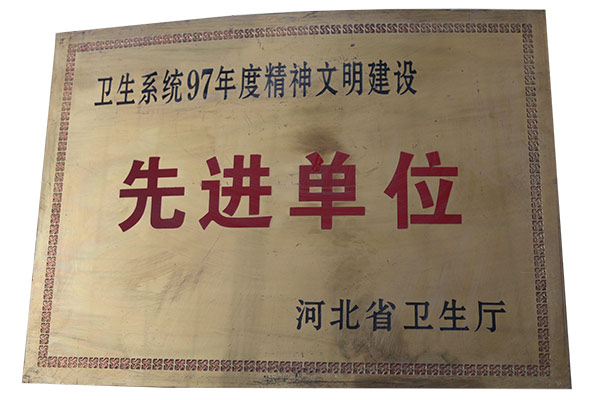 卫生系统97年度精神文明建设
先进单位
河北省卫生厅